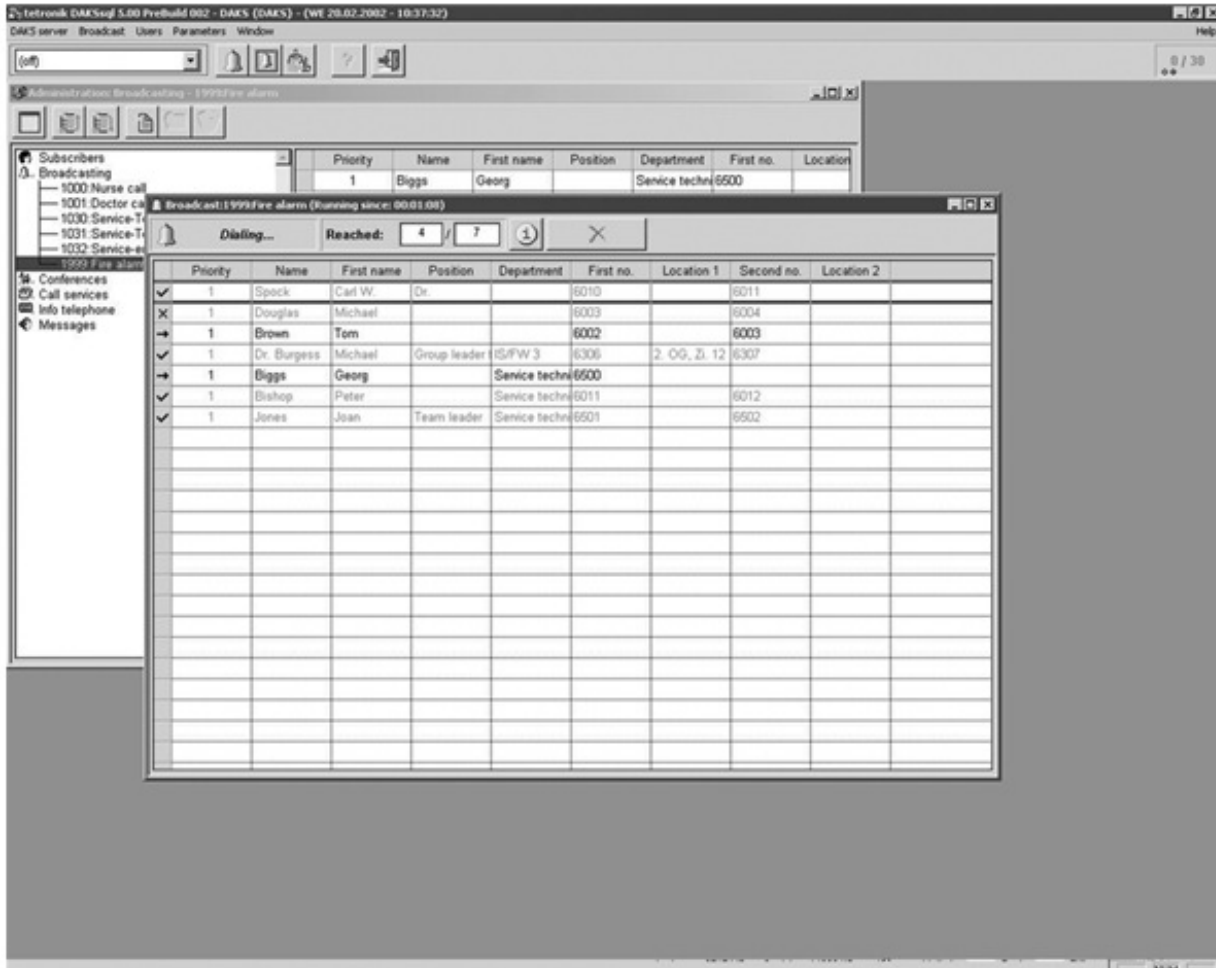 tetronik DAKSsql 5.00 PreBuild 002 - DAKS (DAKS) - (WE 20.02.2002 - 10:37:32)
DAKS server Broadcast Users Parameters Window Help
(off)
0 / 30
Administration: Broadcasting - 1999:Fire alarm
Subscribers
Broadcasting
1000:Nurse call
1001:Doctor ca
1030:Service-T
1031:Service-T
1032:Service-e
1999:Fire alarm
Conferences
Call services
Info telephone
Messages
Priority Name First name Position Department First no. Location
1 Biggs Georg Service techni 6500
Broadcast:1999:Fire alarm (Running since: 00:01:08)
Dialing... Reached: 4 / 7
Priority Name First name Position Department First no. Location 1 Second no. Location 2
1 Spock Carl W. Dr. 6010 6011
1 Douglas Michael 6003 6004
1 Brown Tom 6002 6003
1 Dr. Burgess Michael Group leader IS/FW 3 6306 2. OG, Zi. 12 6307
1 Biggs Georg Service techni 6500
1 Bishop Peter Service techni 6011 6012
1 Jones Joan Team leader Service techni 6501 6502